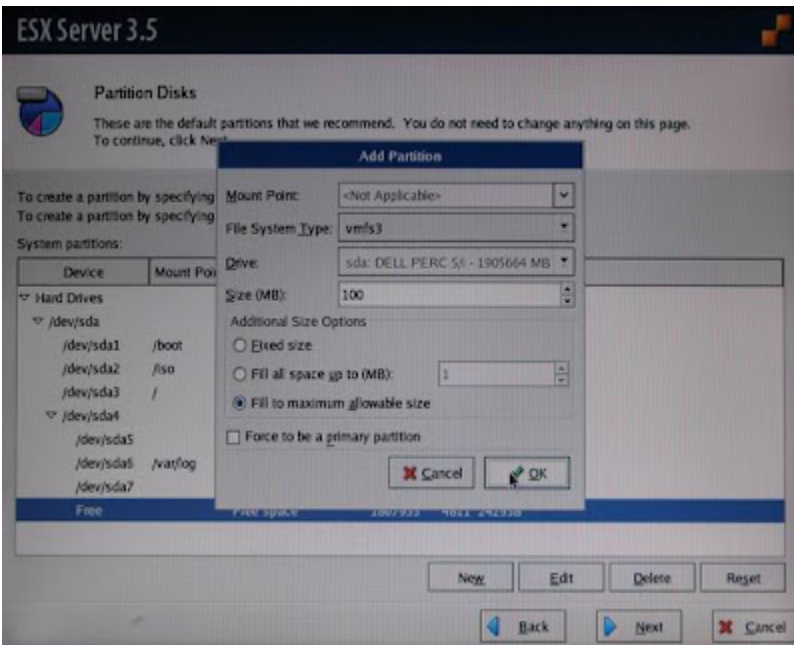 ESX Server 3.5
Partition Disks
These are the default partitions that we recommend. You do not need to change anything on this page.
To continue, click Nex
Add Partition
To create a partition by specifying
To create a partition by specifying
System partitions:
Mount Point: <Not Applicable>
File System Type: vmfs3
Drive: sda: DELL PERC 5/i - 1905664 MB
Size (MB): 100
Additional Size Options
Fixed size
Fill all space up to (MB): 1
Fill to maximum allowable size
Force to be a primary partition
Cancel OK
Device Mount Poi
Hard Drives
/dev/sda
/dev/sda1 /boot
/dev/sda2 /iso
/dev/sda3 /
/dev/sda4
/dev/sda5
/dev/sda6 /var/log
/dev/sda7
Free Free space
New Edit Delete Reset
Back Next Cancel